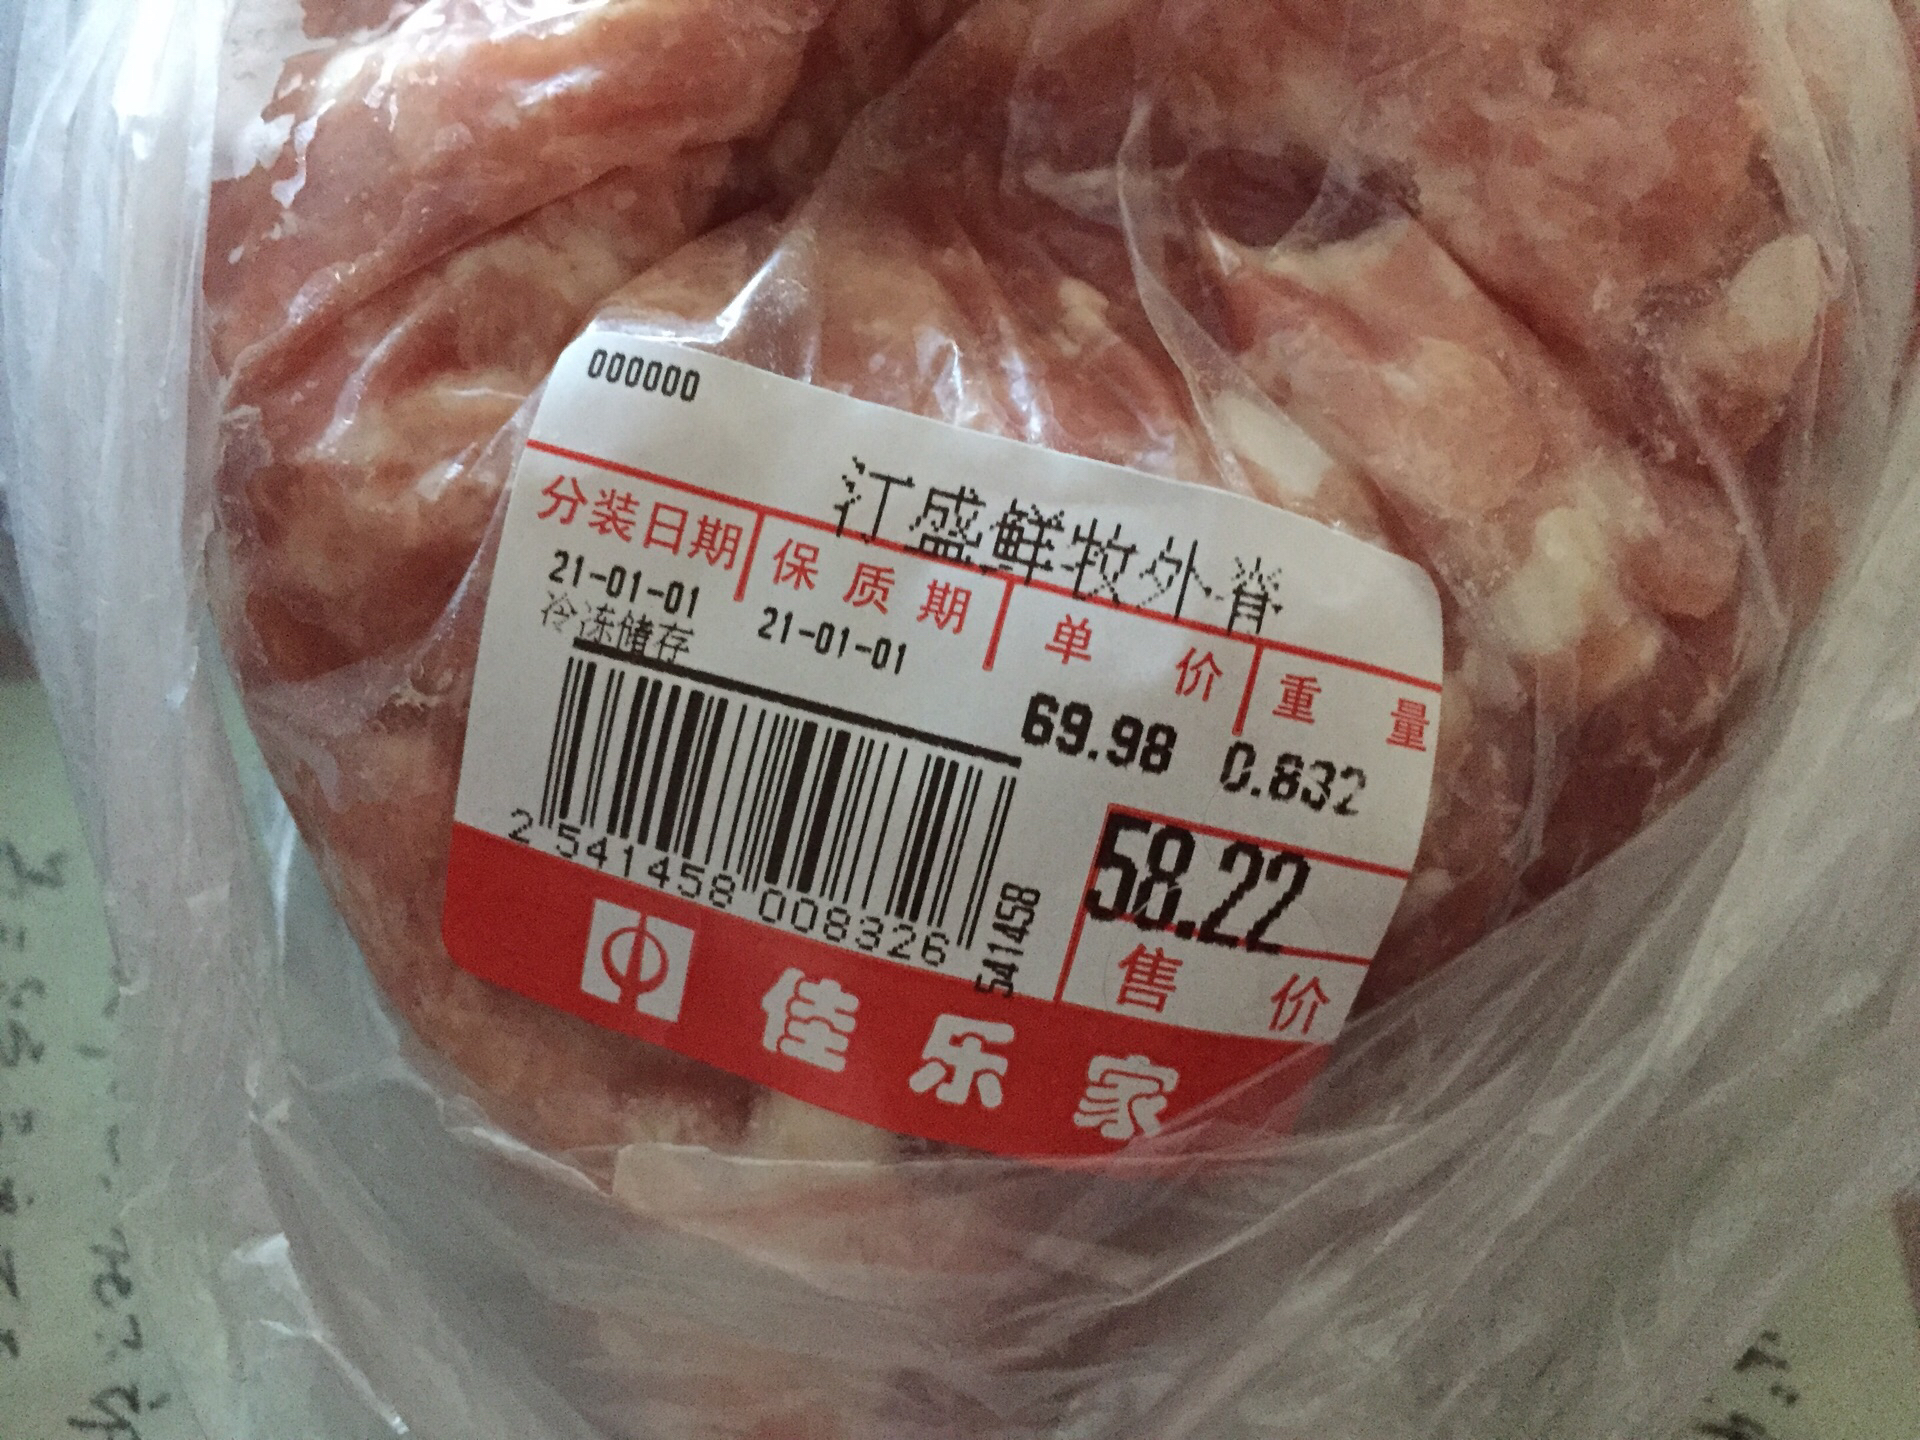 000000
江盛鲜牧外脊
分装日期 保质期 单价 重量
21-01-01 21-01-01 69.98 0.832
冷冻储存
2 541458 008326
541458
58.22
售价
佳乐家